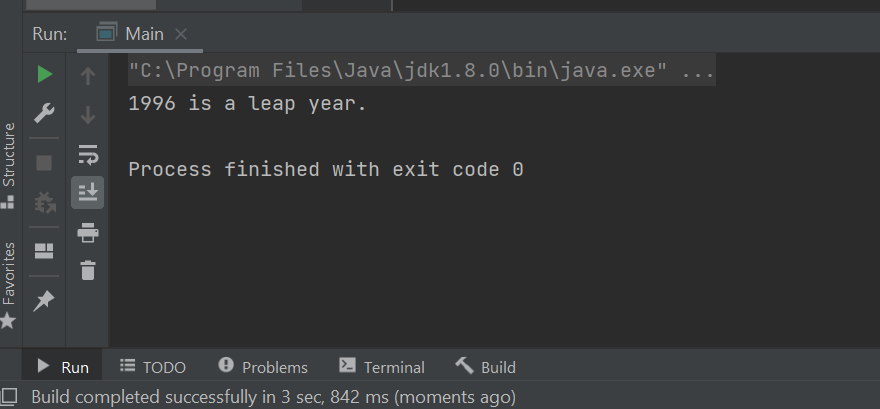 Run: Main
"C:\Program Files\Java\jdk1.8.0\bin\java.exe" ...
1996 is a leap year.
Process finished with exit code 0
Structure
Favorites
Run TODO Problems Terminal Build
Build completed successfully in 3 sec, 842 ms (moments ago)